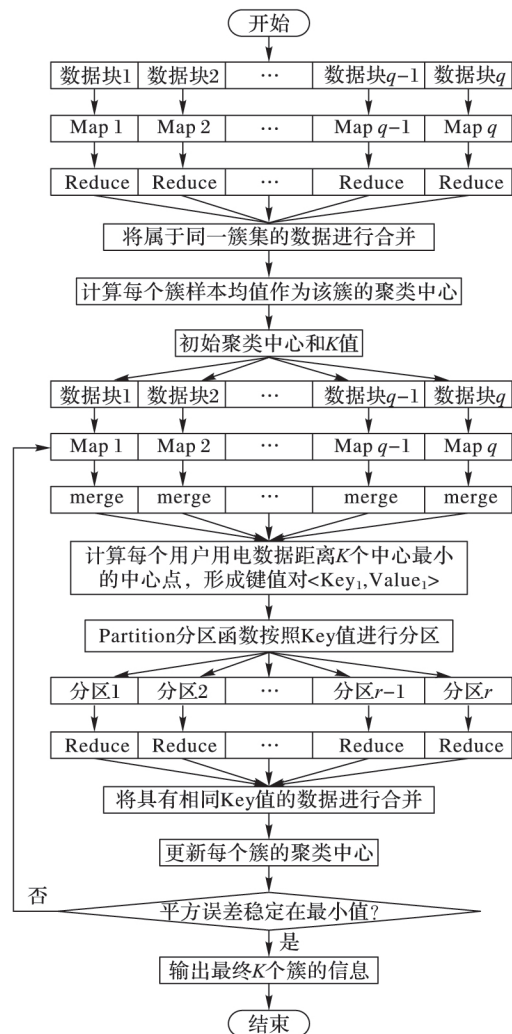 开始
数据块1 数据块2 … 数据块q-1 数据块q
Map 1 Map 2 … Map q-1 Map q
Reduce Reduce … Reduce Reduce
将属于同一簇集的数据进行合并
计算每个簇样本均值作为该簇的聚类中心
初始聚类中心和K值
数据块1 数据块2 … 数据块q-1 数据块q
Map 1 Map 2 … Map q-1 Map q
merge merge … merge merge
计算每个用户用电数据距离K个中心最小
的中心点，形成键值对<Key₁,Value₁>
Partition分区函数按照Key值进行分区
分区1 分区2 … 分区r-1 分区r
Reduce Reduce … Reduce Reduce
将具有相同Key值的数据进行合并
更新每个簇的聚类中心
否
平方误差稳定在最小值?
是
输出最终K个簇的信息
结束